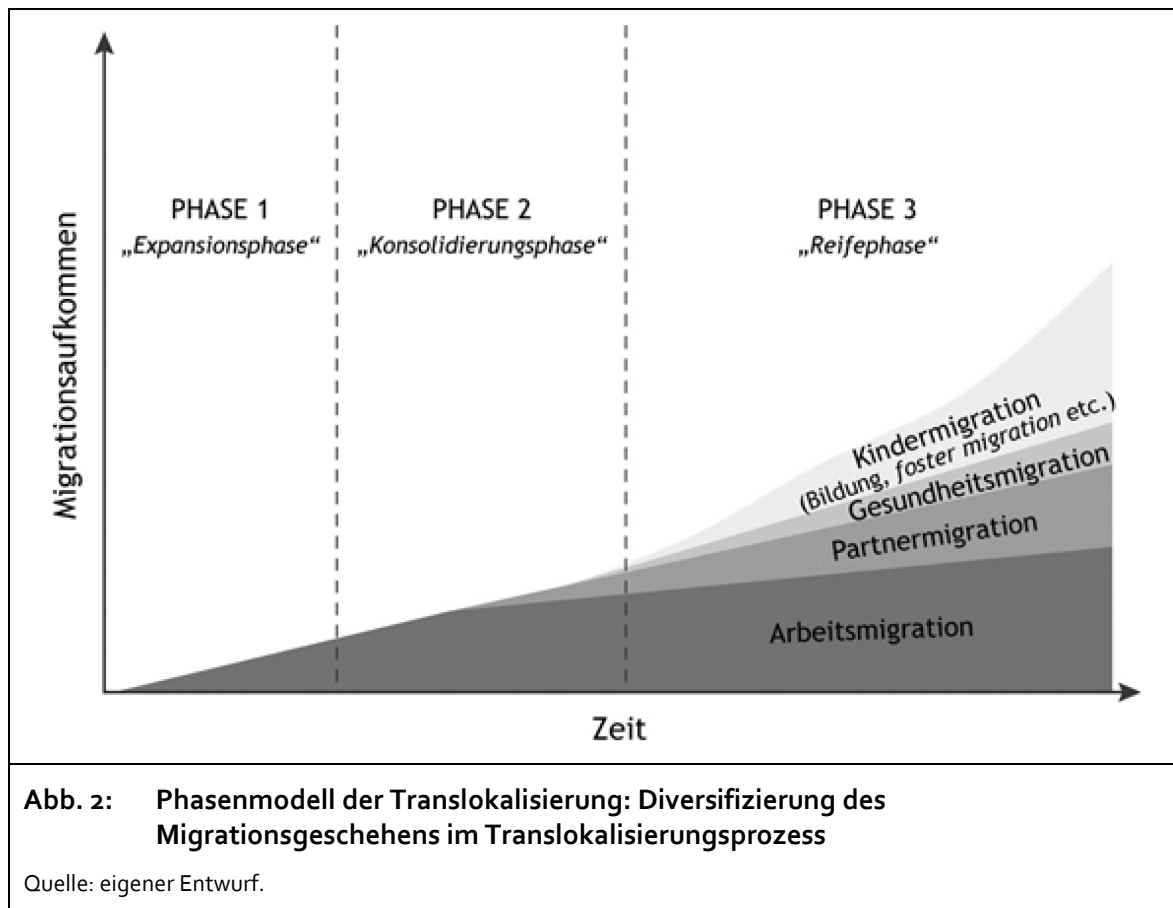 PHASE 1
„Expansionsphase“
PHASE 2
„Konsolidierungsphase“
PHASE 3
„Reifephase“
Migrationsaufkommen
Kindermigration
(Bildung, foster migration etc.)
Gesundheitsmigration
Partnermigration
Arbeitsmigration
Zeit
Abb. 2: Phasenmodell der Translokalisierung: Diversifizierung des
Migrationsgeschehens im Translokalisierungsprozess
Quelle: eigener Entwurf.